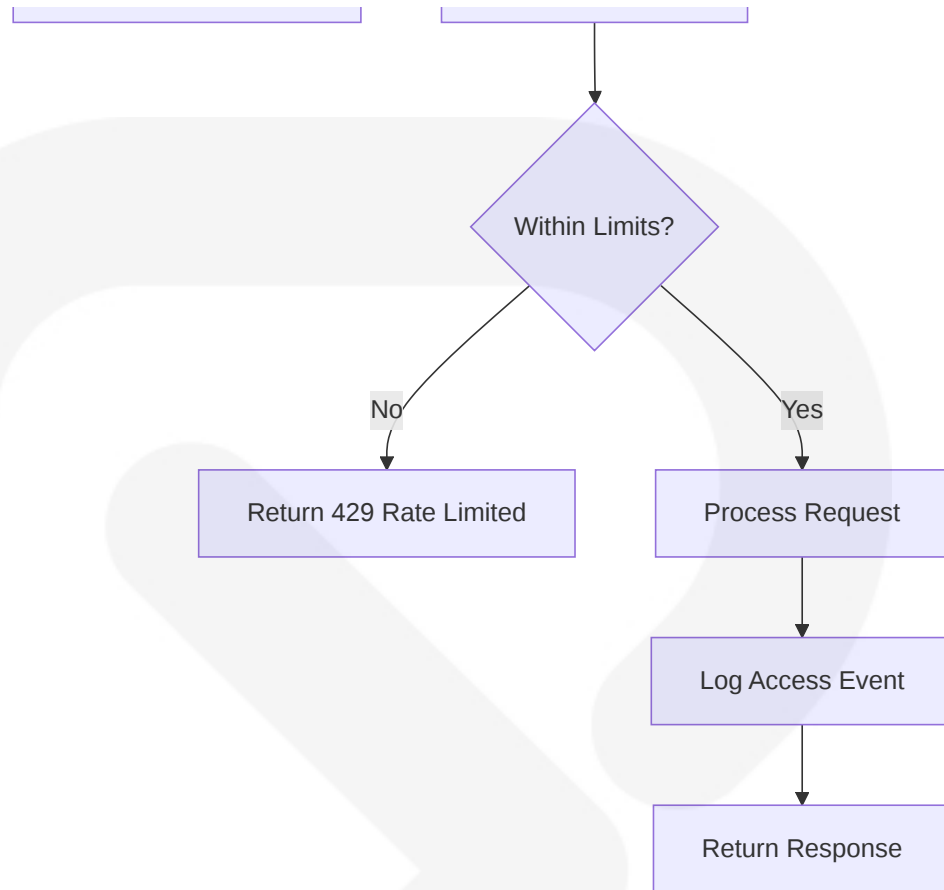 Within Limits?
No
Yes
Return 429 Rate Limited
Process Request
Log Access Event
Return Response